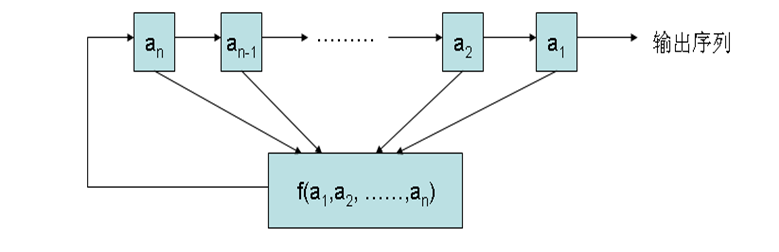 aₙ aₙ₋₁ ……… a₂ a₁ 输出序列
f(a₁,a₂, ……,aₙ)